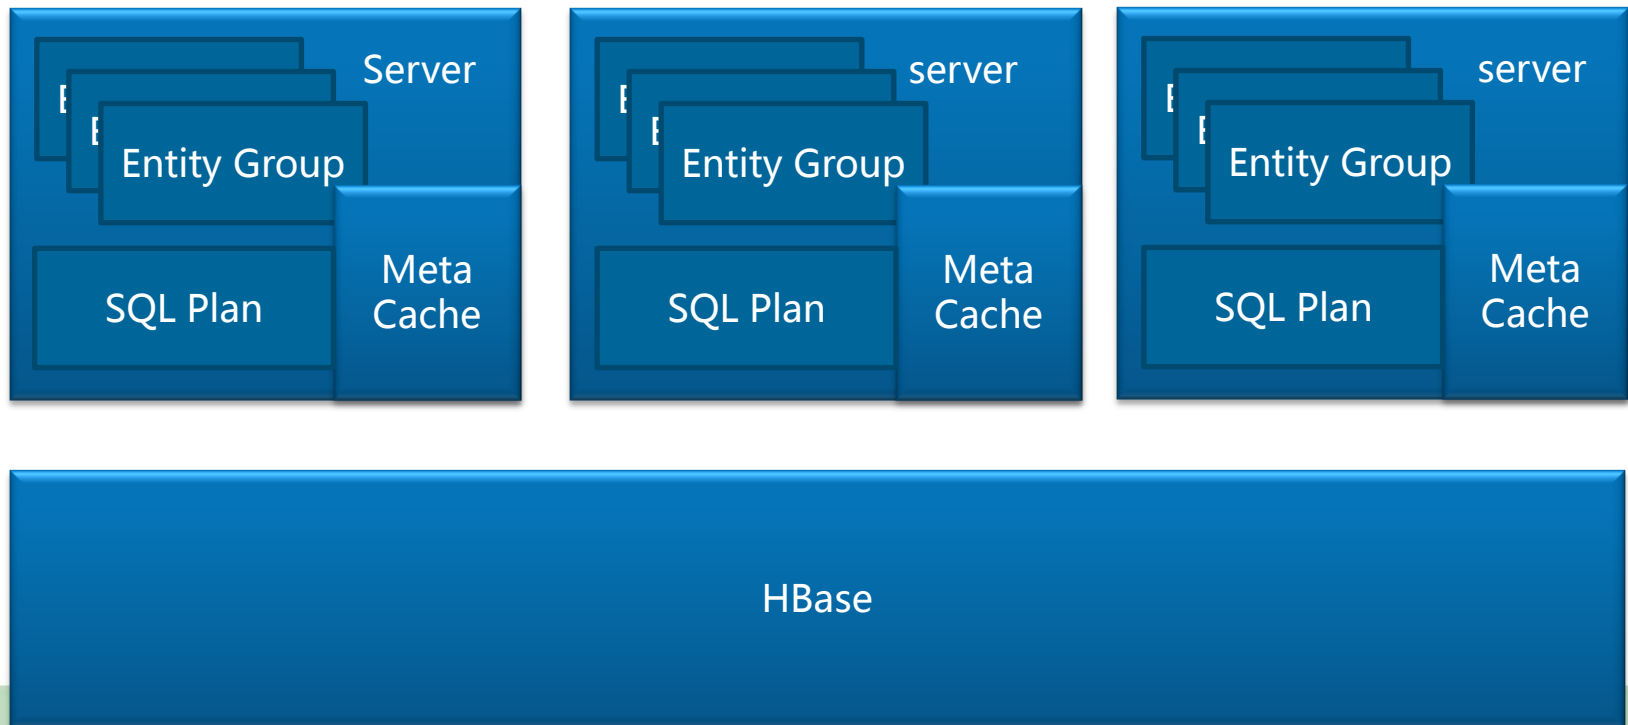 Server
E
E
Entity Group
SQL Plan
Meta
Cache
server
E
E
Entity Group
SQL Plan
Meta
Cache
server
E
E
Entity Group
SQL Plan
Meta
Cache
HBase